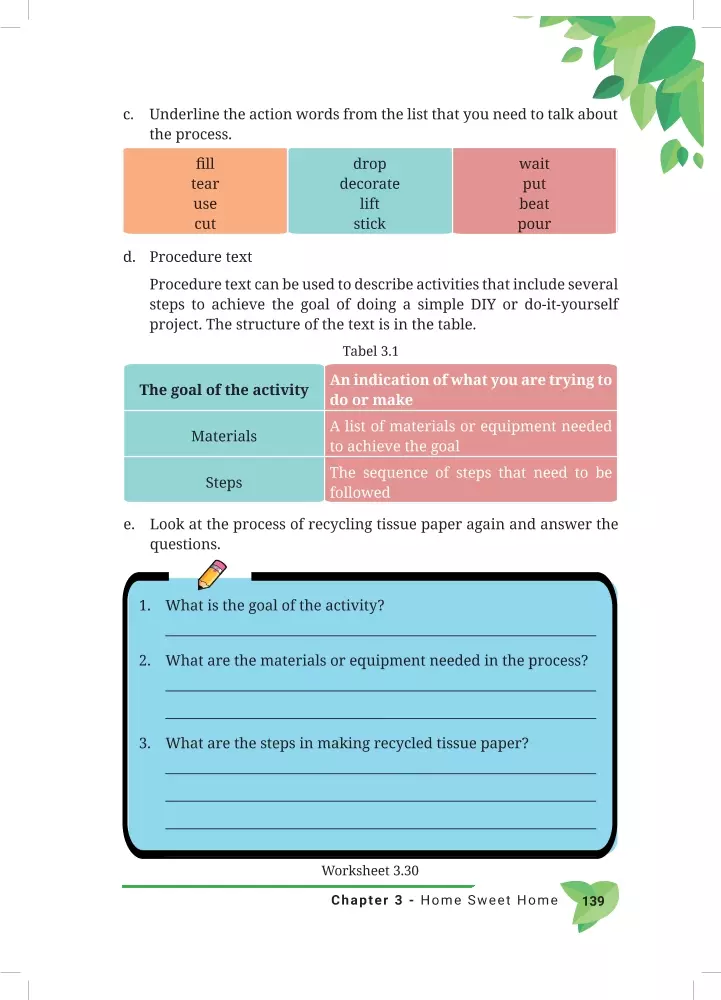 c. Underline the action words from the list that you need to talk about
the process.
fill drop wait
tear decorate put
use lift beat
cut stick pour
d. Procedure text
Procedure text can be used to describe activities that include several
steps to achieve the goal of doing a simple DIY or do-it-yourself
project. The structure of the text is in the table.
Tabel 3.1
The goal of the activity
An indication of what you are trying to
do or make
Materials
A list of materials or equipment needed
to achieve the goal
Steps
The sequence of steps that need to be
followed
e. Look at the process of recycling tissue paper again and answer the
questions.
1. What is the goal of the activity?
2. What are the materials or equipment needed in the process?
3. What are the steps in making recycled tissue paper?
Worksheet 3.30
Chapter 3 - Home Sweet Home 139